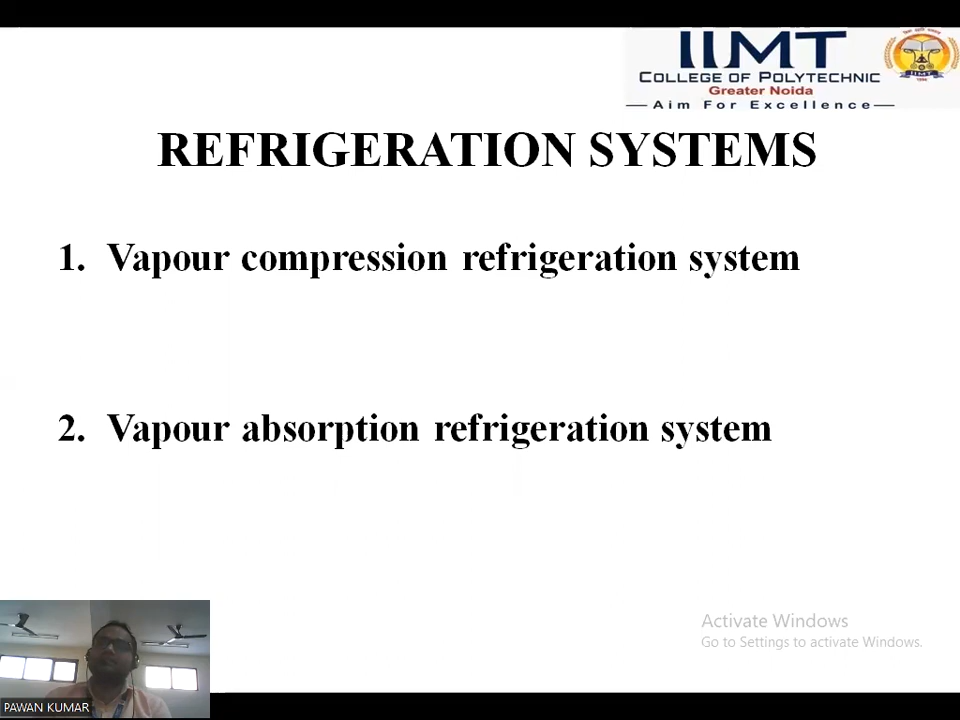 IIMT
COLLEGE OF POLYTECHNIC
Greater Noida
Aim For Excellence
IIMT
REFRIGERATION SYSTEMS
1. Vapour compression refrigeration system
2. Vapour absorption refrigeration system
Activate Windows
Go to Settings to activate Windows.
PAWAN KUMAR